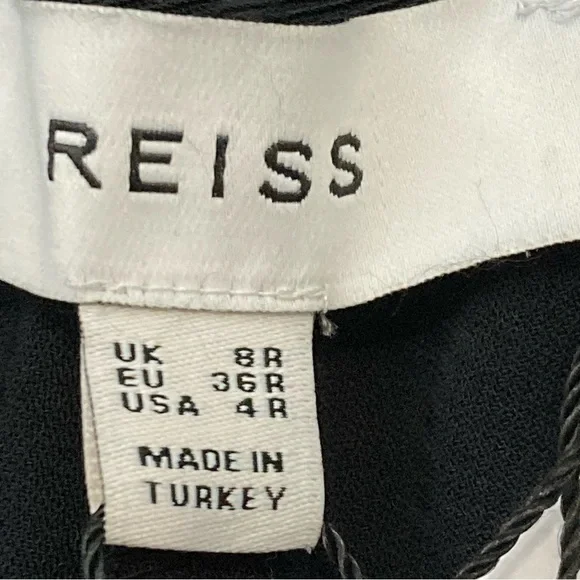 REISS
UK 8R
EU 36R
USA 4R
MADE IN
TURKEY